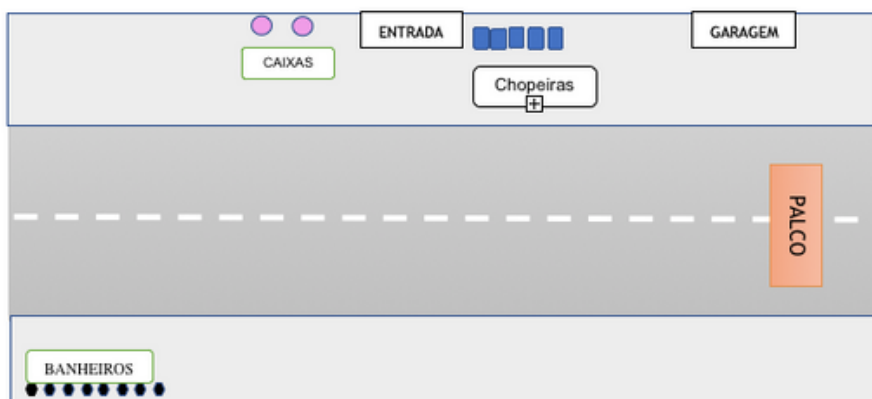 ENTRADA
GARAGEM
CAIXAS
Chopeiras
PALCO
BANHEIROS